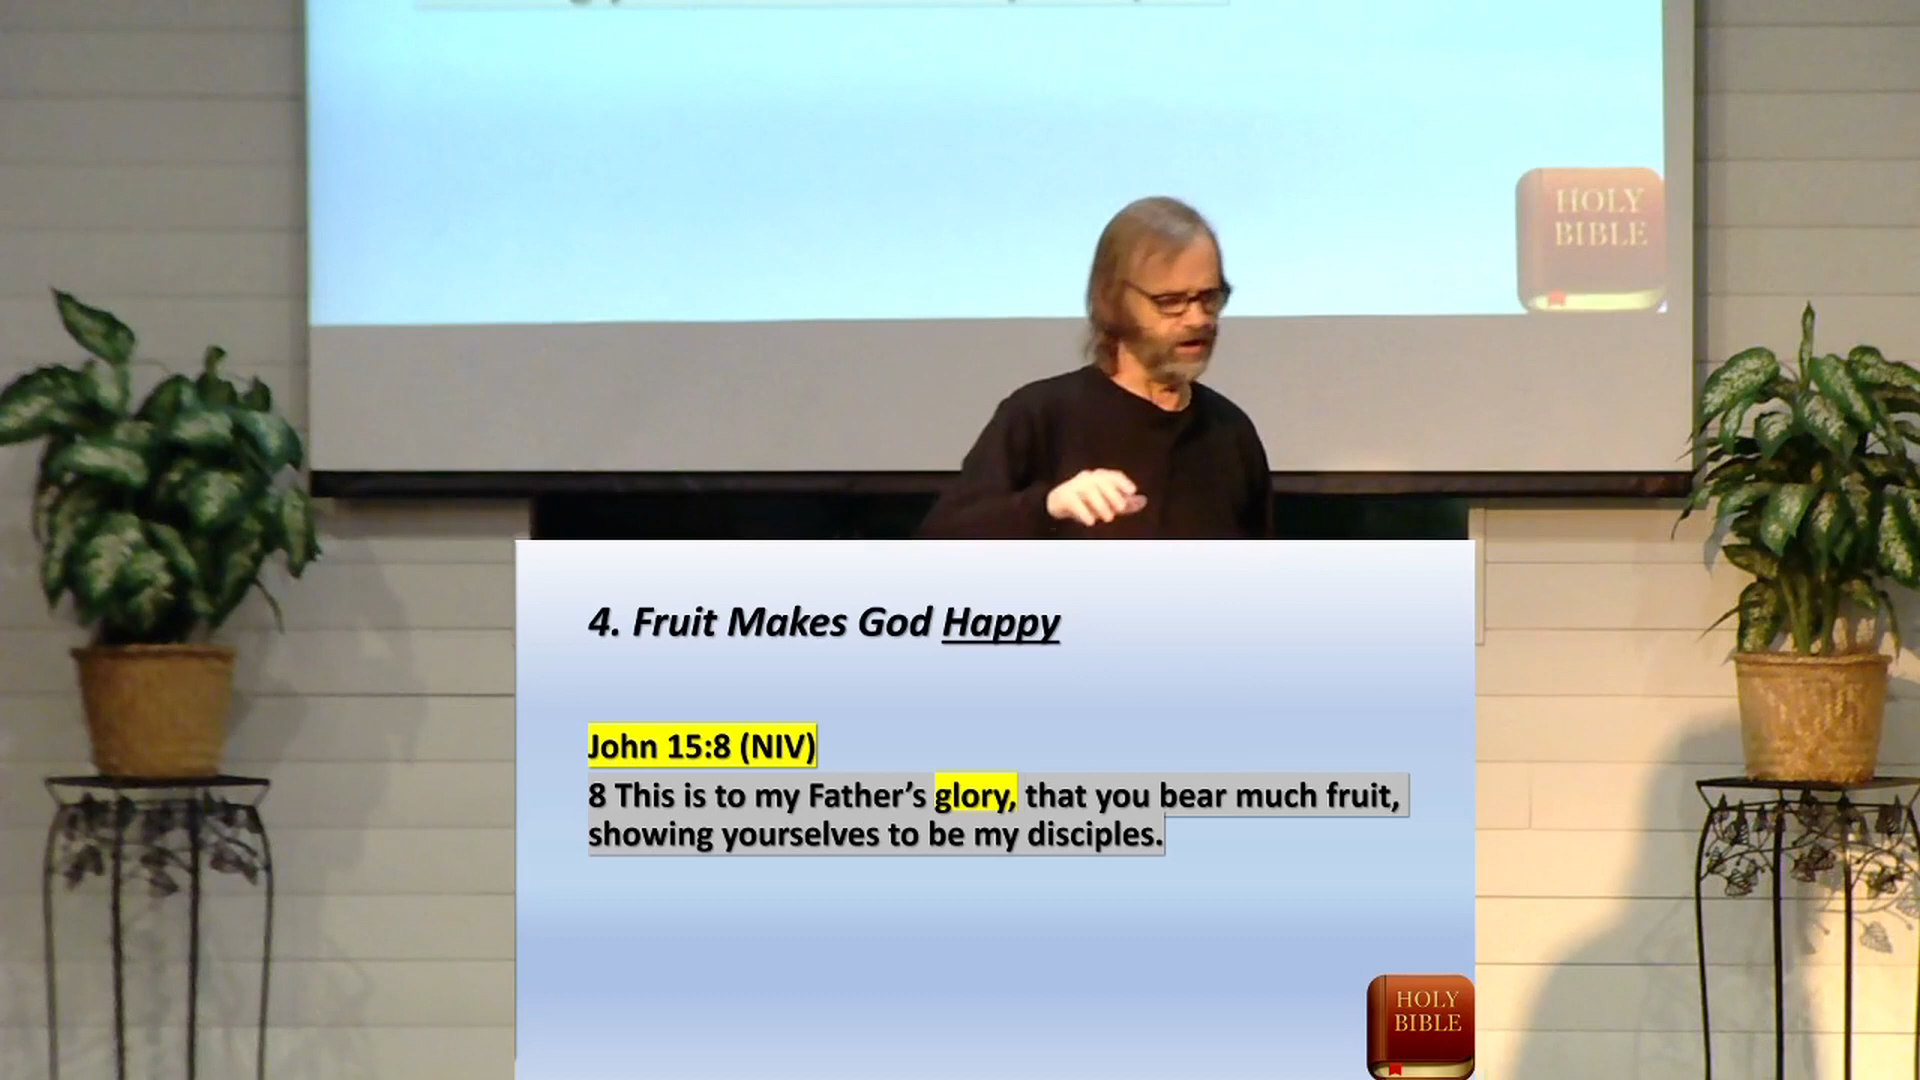 HOLY
BIBLE
4. Fruit Makes God Happy
John 15:8 (NIV)
8 This is to my Father’s glory, that you bear much fruit,
showing yourselves to be my disciples.
HOLY
BIBLE